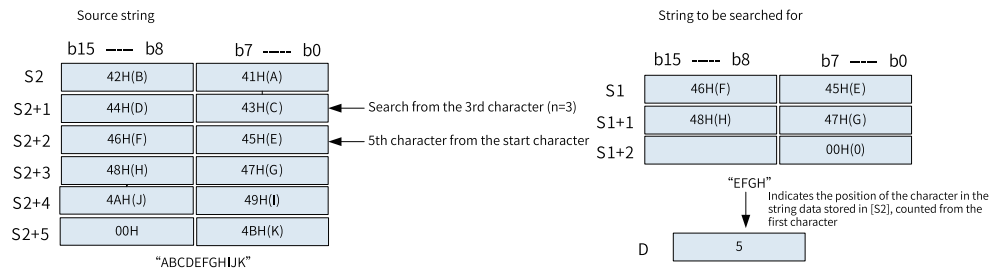 Source string
b15 ---- b8 b7 ----- b0
S2 42H(B) 41H(A)
S2+1 44H(D) 43H(C) Search from the 3rd character (n=3)
S2+2 46H(F) 45H(E) 5th character from the start character
S2+3 48H(H) 47H(G)
S2+4 4AH(J) 49H(I)
S2+5 00H 4BH(K)
“ABCDEFGHIJK”
String to be searched for
b15 ----- b8 b7 ---- b0
S1 46H(F) 45H(E)
S1+1 48H(H) 47H(G)
S1+2 00H(0)
“EFGH”
Indicates the position of the character in the
string data stored in [S2], counted from the
first character
D 5